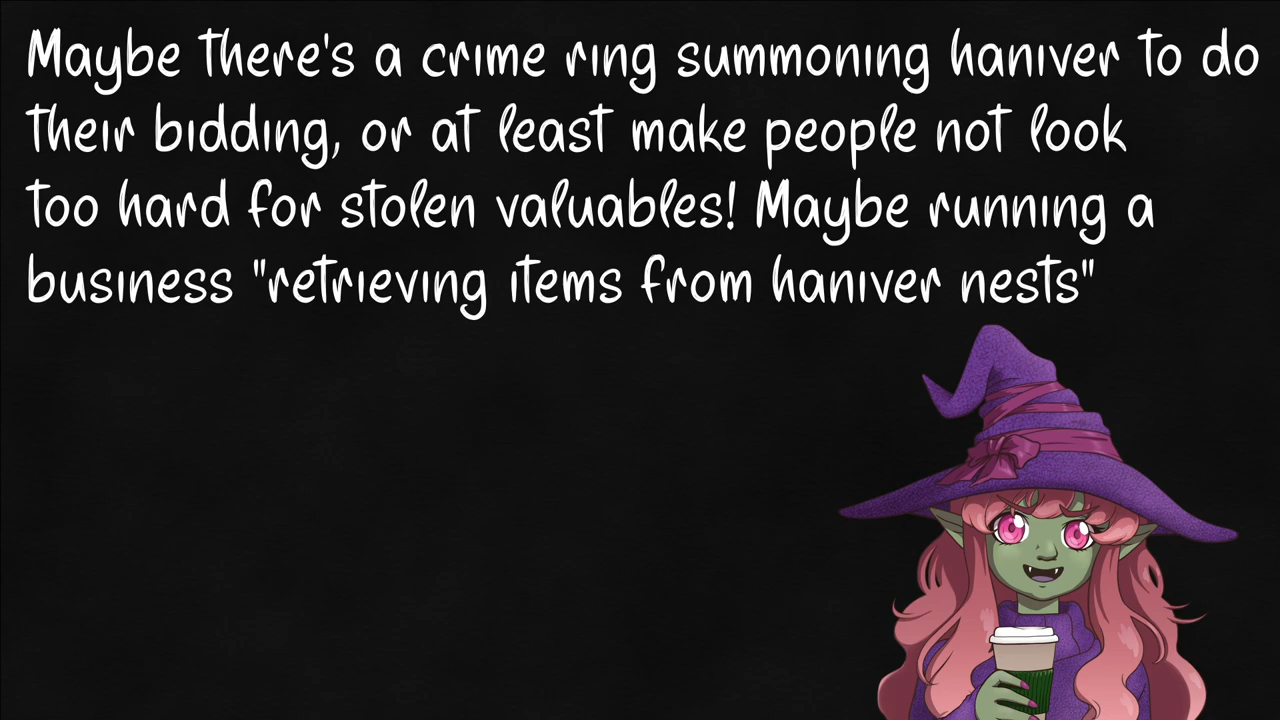 Maybe there's a crime ring summoning haniver to do
their bidding, or at least make people not look
too hard for stolen valuables! Maybe running a
business "retrieving items from haniver nests"